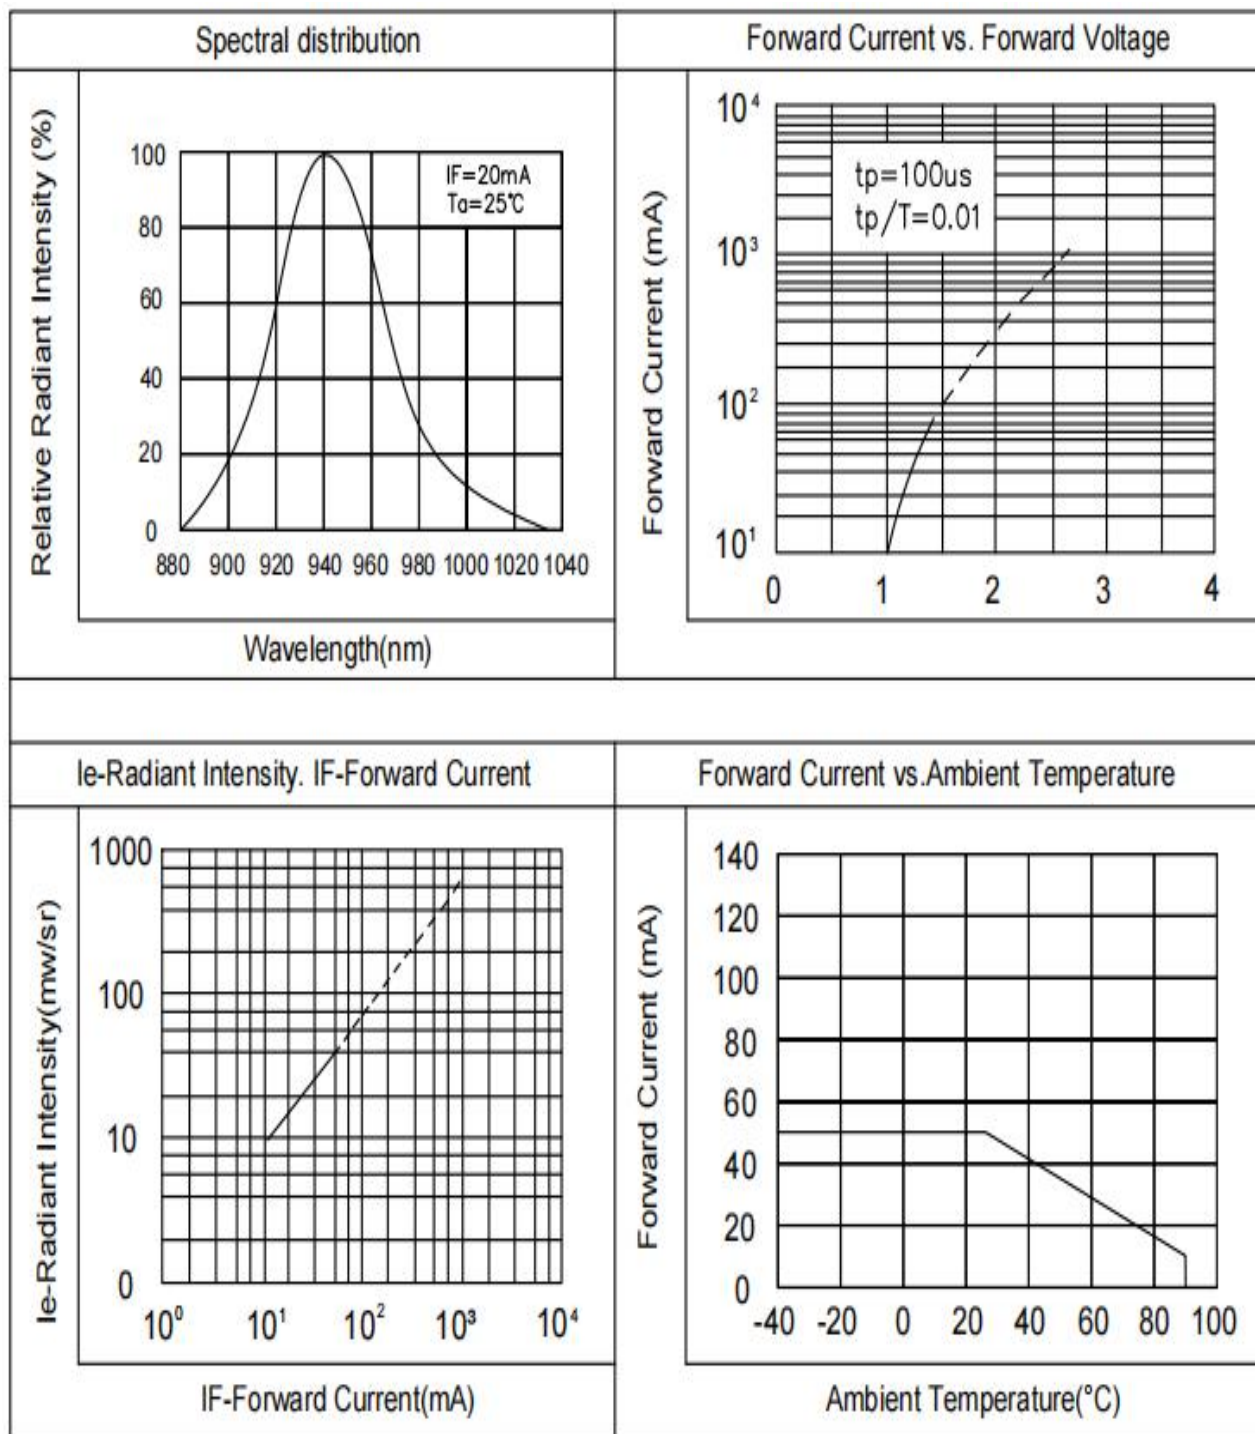 Spectral distribution
Relative Radiant Intensity (%)
100
80
60
40
20
0
IF=20mA
Ta=25℃
880 900 920 940 960 980 1000 1020 1040
Wavelength(nm)
Forward Current vs. Forward Voltage
Forward Current (mA)
10⁴
10³
10²
10¹
tp=100us
tp/T=0.01
0 1 2 3 4
Ie-Radiant Intensity. IF-Forward Current
Ie-Radiant Intensity(mw/sr)
1000
100
10
0
10⁰ 10¹ 10² 10³ 10⁴
IF-Forward Current(mA)
Forward Current vs.Ambient Temperature
Forward Current (mA)
140
120
100
80
60
40
20
0
-40 -20 0 20 40 60 80 100
Ambient Temperature(°C)